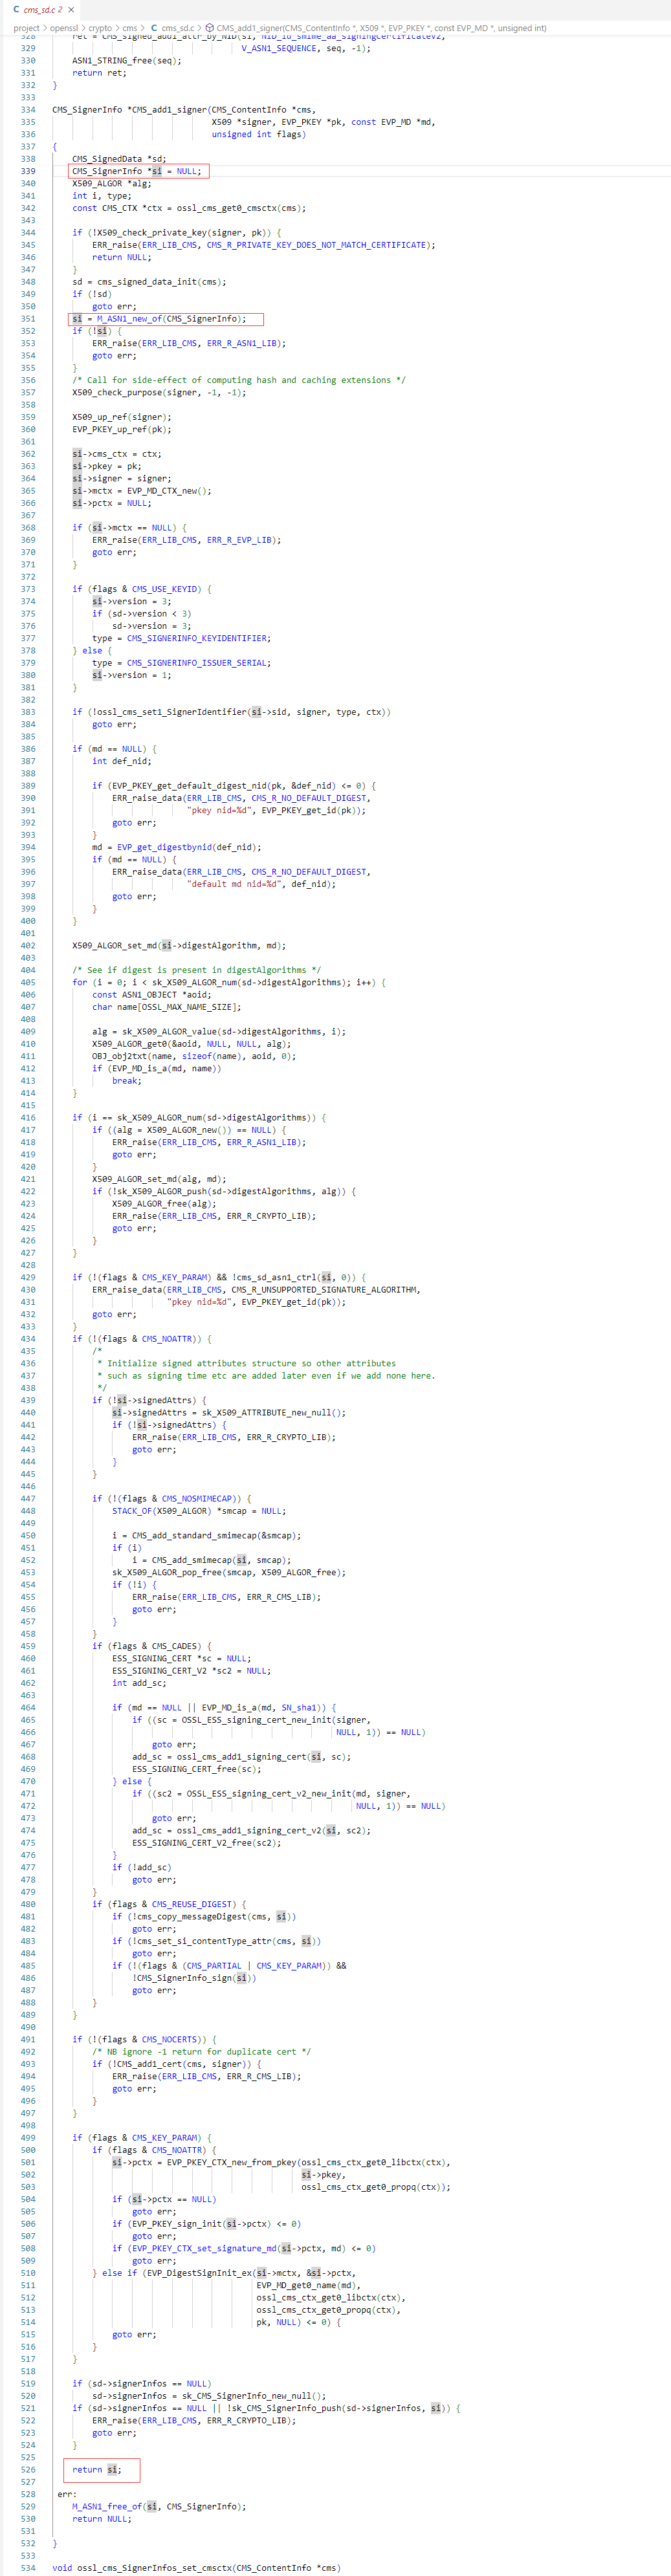 cms_sd.c 2 ×
project > openssl > crypto > cms > C cms_sd.c > CMS_add1_signer(CMS_ContentInfo *, X509 *, EVP_PKEY *, const EVP_MD *, unsigned int)
328 ret = CMS_signed_add1_attr_by_NID(si, NID_id_smime_aa_signingCertificateV2,
329 V_ASN1_SEQUENCE, seq, -1);
330 ASN1_STRING_free(seq);
331 return ret;
332 }
333
334 CMS_SignerInfo *CMS_add1_signer(CMS_ContentInfo *cms,
335 X509 *signer, EVP_PKEY *pk, const EVP_MD *md,
336 unsigned int flags)
337 {
338 CMS_SignedData *sd;
339 CMS_SignerInfo *si = NULL;
340 X509_ALGOR *alg;
341 int i, type;
342 const CMS_CTX *ctx = ossl_cms_get0_cmsctx(cms);
343
344 if (!X509_check_private_key(signer, pk)) {
345 ERR_raise(ERR_LIB_CMS, CMS_R_PRIVATE_KEY_DOES_NOT_MATCH_CERTIFICATE);
346 return NULL;
347 }
348 sd = cms_signed_data_init(cms);
349 if (!sd)
350 goto err;
351 si = M_ASN1_new_of(CMS_SignerInfo);
352 if (!si) {
353 ERR_raise(ERR_LIB_CMS, ERR_R_ASN1_LIB);
354 goto err;
355 }
356 /* Call for side-effect of computing hash and caching extensions */
357 X509_check_purpose(signer, -1, -1);
358
359 X509_up_ref(signer);
360 EVP_PKEY_up_ref(pk);
361
362 si->cms_ctx = ctx;
363 si->pkey = pk;
364 si->signer = signer;
365 si->mctx = EVP_MD_CTX_new();
366 si->pctx = NULL;
367
368 if (si->mctx == NULL) {
369 ERR_raise(ERR_LIB_CMS, ERR_R_EVP_LIB);
370 goto err;
371 }
372
373 if (flags & CMS_USE_KEYID) {
374 si->version = 3;
375 if (sd->version < 3)
376 sd->version = 3;
377 type = CMS_SIGNERINFO_KEYIDENTIFIER;
378 } else {
379 type = CMS_SIGNERINFO_ISSUER_SERIAL;
380 si->version = 1;
381 }
382
383 if (!ossl_cms_set1_SignerIdentifier(si->sid, signer, type, ctx))
384 goto err;
385
386 if (md == NULL) {
387 int def_nid;
388
389 if (EVP_PKEY_get_default_digest_nid(pk, &def_nid) <= 0) {
390 ERR_raise_data(ERR_LIB_CMS, CMS_R_NO_DEFAULT_DIGEST,
391 "pkey nid=%d", EVP_PKEY_get_id(pk));
392 goto err;
393 }
394 md = EVP_get_digestbynid(def_nid);
395 if (md == NULL) {
396 ERR_raise_data(ERR_LIB_CMS, CMS_R_NO_DEFAULT_DIGEST,
397 "default md nid=%d", def_nid);
398 goto err;
399 }
400 }
401
402 X509_ALGOR_set_md(si->digestAlgorithm, md);
403
404 /* See if digest is present in digestAlgorithms */
405 for (i = 0; i < sk_X509_ALGOR_num(sd->digestAlgorithms); i++) {
406 const ASN1_OBJECT *aoid;
407 char name[OSSL_MAX_NAME_SIZE];
408
409 alg = sk_X509_ALGOR_value(sd->digestAlgorithms, i);
410 X509_ALGOR_get0(&aoid, NULL, NULL, alg);
411 OBJ_obj2txt(name, sizeof(name), aoid, 0);
412 if (EVP_MD_is_a(md, name))
413 break;
414 }
415
416 if (i == sk_X509_ALGOR_num(sd->digestAlgorithms)) {
417 if ((alg = X509_ALGOR_new()) == NULL) {
418 ERR_raise(ERR_LIB_CMS, ERR_R_ASN1_LIB);
419 goto err;
420 }
421 X509_ALGOR_set_md(alg, md);
422 if (!sk_X509_ALGOR_push(sd->digestAlgorithms, alg)) {
423 X509_ALGOR_free(alg);
424 ERR_raise(ERR_LIB_CMS, ERR_R_CRYPTO_LIB);
425 goto err;
426 }
427 }
428
429 if (!(flags & CMS_KEY_PARAM) && !cms_sd_asn1_ctrl(si, 0)) {
430 ERR_raise_data(ERR_LIB_CMS, CMS_R_UNSUPPORTED_SIGNATURE_ALGORITHM,
431 "pkey nid=%d", EVP_PKEY_get_id(pk));
432 goto err;
433 }
434 if (!(flags & CMS_NOATTR)) {
435 /*
436 * Initialize signed attributes structure so other attributes
437 * such as signing time etc are added later even if we add none here.
438 */
439 if (!si->signedAttrs) {
440 si->signedAttrs = sk_X509_ATTRIBUTE_new_null();
441 if (!si->signedAttrs) {
442 ERR_raise(ERR_LIB_CMS, ERR_R_CRYPTO_LIB);
443 goto err;
444 }
445 }
446
447 if (!(flags & CMS_NOSMIMECAP)) {
448 STACK_OF(X509_ALGOR) *smcap = NULL;
449
450 i = CMS_add_standard_smimecap(&smcap);
451 if (i)
452 i = CMS_add_smimecap(si, smcap);
453 sk_X509_ALGOR_pop_free(smcap, X509_ALGOR_free);
454 if (!i) {
455 ERR_raise(ERR_LIB_CMS, ERR_R_CMS_LIB);
456 goto err;
457 }
458 }
459 if (flags & CMS_CADES) {
460 ESS_SIGNING_CERT *sc = NULL;
461 ESS_SIGNING_CERT_V2 *sc2 = NULL;
462 int add_sc;
463
464 if (md == NULL || EVP_MD_is_a(md, SN_sha1)) {
465 if ((sc = OSSL_ESS_signing_cert_new_init(signer,
466 NULL, 1)) == NULL)
467 goto err;
468 add_sc = ossl_cms_add1_signing_cert(si, sc);
469 ESS_SIGNING_CERT_free(sc);
470 } else {
471 if ((sc2 = OSSL_ESS_signing_cert_v2_new_init(md, signer,
472 NULL, 1)) == NULL)
473 goto err;
474 add_sc = ossl_cms_add1_signing_cert_v2(si, sc2);
475 ESS_SIGNING_CERT_V2_free(sc2);
476 }
477 if (!add_sc)
478 goto err;
479 }
480 if (flags & CMS_REUSE_DIGEST) {
481 if (!cms_copy_messageDigest(cms, si))
482 goto err;
483 if (!cms_set_si_contentType_attr(cms, si))
484 goto err;
485 if (!(flags & (CMS_PARTIAL | CMS_KEY_PARAM)) &&
486 !CMS_SignerInfo_sign(si))
487 goto err;
488 }
489 }
490
491 if (!(flags & CMS_NOCERTS)) {
492 /* NB ignore -1 return for duplicate cert */
493 if (!CMS_add1_cert(cms, signer)) {
494 ERR_raise(ERR_LIB_CMS, ERR_R_CMS_LIB);
495 goto err;
496 }
497 }
498
499 if (flags & CMS_KEY_PARAM) {
500 if (flags & CMS_NOATTR) {
501 si->pctx = EVP_PKEY_CTX_new_from_pkey(ossl_cms_ctx_get0_libctx(ctx),
502 si->pkey,
503 ossl_cms_ctx_get0_propq(ctx));
504 if (si->pctx == NULL)
505 goto err;
506 if (EVP_PKEY_sign_init(si->pctx) <= 0)
507 goto err;
508 if (EVP_PKEY_CTX_set_signature_md(si->pctx, md) <= 0)
509 goto err;
510 } else if (EVP_DigestSignInit_ex(si->mctx, &si->pctx,
511 EVP_MD_get0_name(md),
512 ossl_cms_ctx_get0_libctx(ctx),
513 ossl_cms_ctx_get0_propq(ctx),
514 pk, NULL) <= 0) {
515 goto err;
516 }
517 }
518
519 if (sd->signerInfos == NULL)
520 sd->signerInfos = sk_CMS_SignerInfo_new_null();
521 if (sd->signerInfos == NULL || !sk_CMS_SignerInfo_push(sd->signerInfos, si)) {
522 ERR_raise(ERR_LIB_CMS, ERR_R_CRYPTO_LIB);
523 goto err;
524 }
525
526 return si;
527
528 err:
529 M_ASN1_free_of(si, CMS_SignerInfo);
530 return NULL;
531
532 }
533
534 void ossl_cms_SignerInfos_set_cmsctx(CMS_ContentInfo *cms)